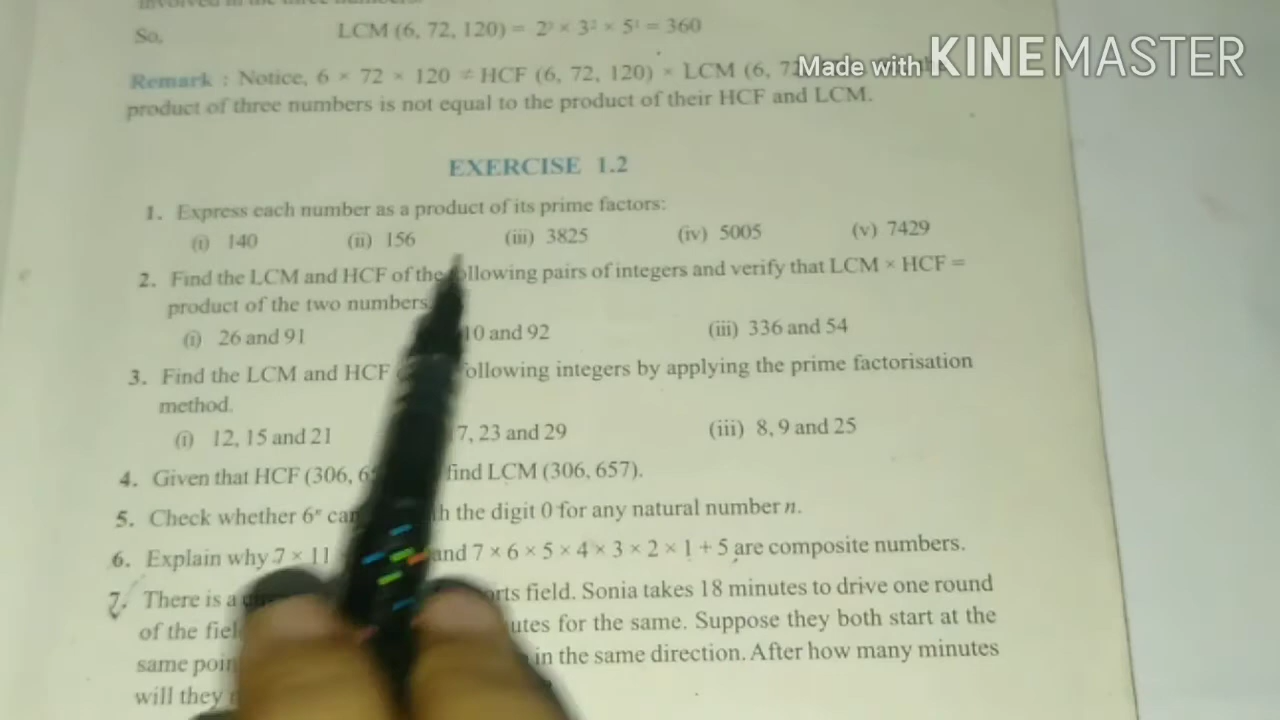 So, LCM (6, 72, 120) = 2³ × 3² × 5¹ = 360
Remark : Notice, 6 × 72 × 120 ≠ HCF (6, 72, 120) × LCM (6, 72
Made with KINEMASTER
product of three numbers is not equal to the product of their HCF and LCM.
EXERCISE 1.2
1. Express each number as a product of its prime factors:
(i) 140 (ii) 156 (iii) 3825 (iv) 5005 (v) 7429
2. Find the LCM and HCF of the following pairs of integers and verify that LCM × HCF =
product of the two numbers.
(i) 26 and 91 10 and 92 (iii) 336 and 54
3. Find the LCM and HCF following integers by applying the prime factorisation
method.
(i) 12, 15 and 21 7, 23 and 29 (iii) 8, 9 and 25
4. Given that HCF (306, 6 find LCM (306, 657).
5. Check whether 6ⁿ can the digit 0 for any natural number n.
6. Explain why 7 × 11 and 7 × 6 × 5 × 4 × 3 × 2 × 1 + 5 are composite numbers.
7. There is a field. Sonia takes 18 minutes to drive one round
of the for the same. Suppose they both start at the
same in the same direction. After how many minutes
will they